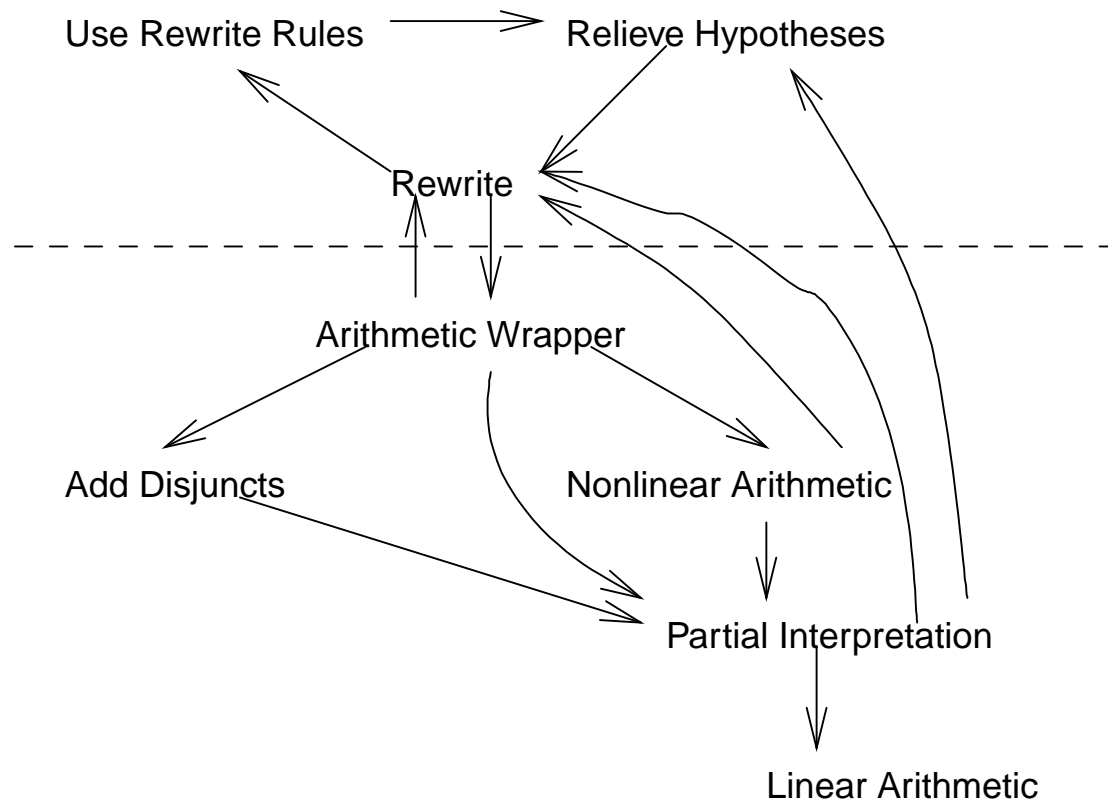 Use Rewrite Rules
Relieve Hypotheses
Rewrite
Arithmetic Wrapper
Add Disjuncts
Nonlinear Arithmetic
Partial Interpretation
Linear Arithmetic